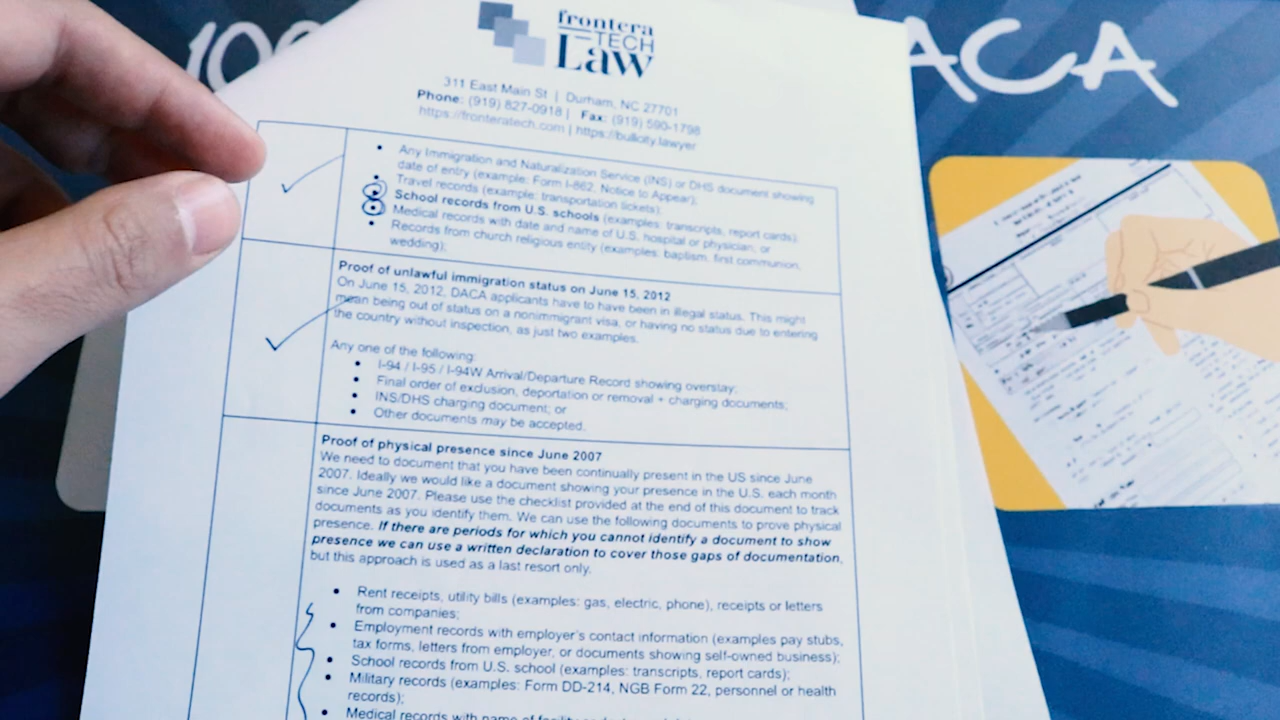 100
DACA
frontera
TECH
Law
311 East Main St | Durham, NC 27701
Phone: (919) 827-0918 | Fax: (919) 590-1798
https://fronteratech.com | https://bullcity.lawyer
• Any Immigration and Naturalization Service (INS) or DHS document showing
date of entry (example: Form I-862, Notice to Appear);
• Travel records (example: transportation tickets);
• School records from U.S. schools (examples: transcripts, report cards)
• Medical records with date and name of U.S. hospital or physician; or
• Records from church religious entity (examples: baptism, first communion,
wedding);
Proof of unlawful immigration status on June 15, 2012
On June 15, 2012, DACA applicants have to have been in illegal status. This might
mean being out of status on a nonimmigrant visa, or having no status due to entering
the country without inspection, as just two examples.
Any one of the following:
• I-94 / I-95 / I-94W Arrival/Departure Record showing overstay;
• Final order of exclusion, deportation or removal + charging documents;
• INS/DHS charging document; or
• Other documents may be accepted.
Proof of physical presence since June 2007
We need to document that you have been continually present in the US since June
2007. Ideally we would like a document showing your presence in the U.S. each month
since June 2007. Please use the checklist provided at the end of this document to track
documents as you identify them. We can use the following documents to prove physical
presence. If there are periods for which you cannot identify a document to show
presence we can use a written declaration to cover those gaps of documentation,
but this approach is used as a last resort only.
• Rent receipts, utility bills (examples: gas, electric, phone), receipts or letters
from companies;
• Employment records with employer's contact information (examples pay stubs,
tax forms, letters from employer, or documents showing self-owned business);
• School records from U.S. school (examples: transcripts, report cards);
• Military records (examples: Form DD-214, NGB Form 22, personnel or health
records);
• Medical records with name of